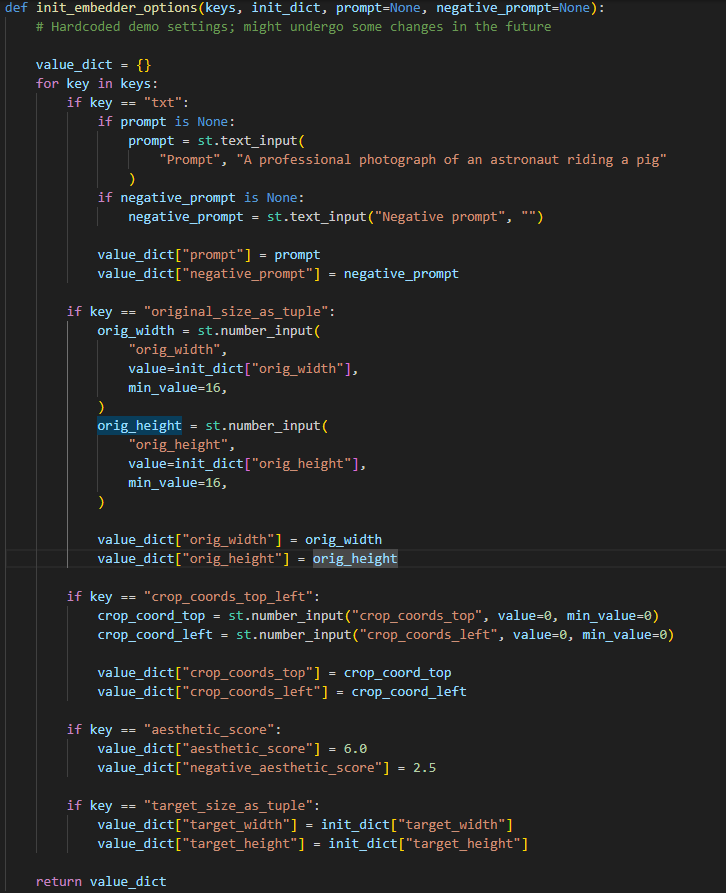 def init_embedder_options(keys, init_dict, prompt=None, negative_prompt=None):
    # Hardcoded demo settings; might undergo some changes in the future

    value_dict = {}
    for key in keys:
        if key == "txt":
            if prompt is None:
                prompt = st.text_input(
                    "Prompt", "A professional photograph of an astronaut riding a pig"
                )
            if negative_prompt is None:
                negative_prompt = st.text_input("Negative prompt", "")

            value_dict["prompt"] = prompt
            value_dict["negative_prompt"] = negative_prompt

        if key == "original_size_as_tuple":
            orig_width = st.number_input(
                "orig_width",
                value=init_dict["orig_width"],
                min_value=16,
            )
            orig_height = st.number_input(
                "orig_height",
                value=init_dict["orig_height"],
                min_value=16,
            )

            value_dict["orig_width"] = orig_width
            value_dict["orig_height"] = orig_height

        if key == "crop_coords_top_left":
            crop_coord_top = st.number_input("crop_coords_top", value=0, min_value=0)
            crop_coord_left = st.number_input("crop_coords_left", value=0, min_value=0)

            value_dict["crop_coords_top"] = crop_coord_top
            value_dict["crop_coords_left"] = crop_coord_left

        if key == "aesthetic_score":
            value_dict["aesthetic_score"] = 6.0
            value_dict["negative_aesthetic_score"] = 2.5

        if key == "target_size_as_tuple":
            value_dict["target_width"] = init_dict["target_width"]
            value_dict["target_height"] = init_dict["target_height"]

    return value_dict